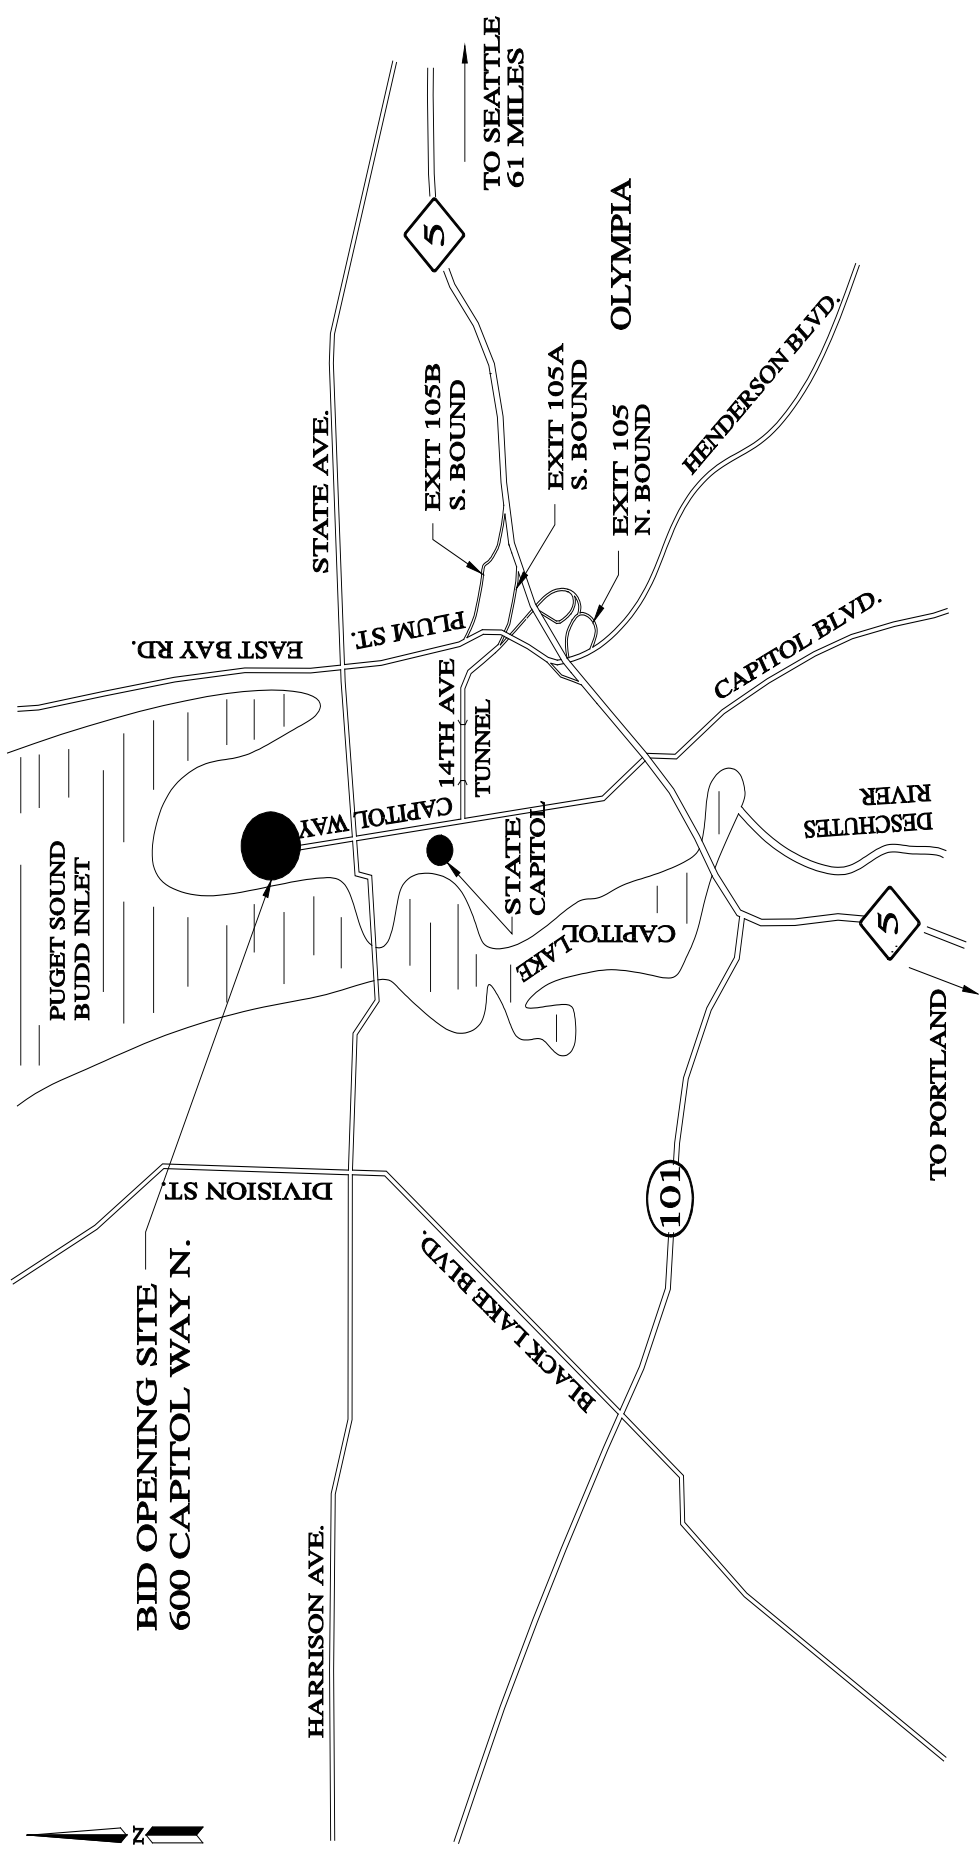 PUGET SOUND
BUDD INLET
BID OPENING SITE
600 CAPITOL WAY N.
N
HARRISON AVE.
DIVISION ST.
BLACK LAKE BLVD.
101
EAST BAY RD.
STATE AVE.
PLUM ST.
CAPITOL WAY
14TH AVE
TUNNEL
STATE
CAPITOL
CAPITOL
LAKE
EXIT 105B
S. BOUND
EXIT 105A
S. BOUND
EXIT 105
N. BOUND
5
TO SEATTLE
61 MILES
OLYMPIA
HENDERSON BLVD.
CAPITOL BLVD.
DESCHUTES
RIVER
5
TO PORTLAND